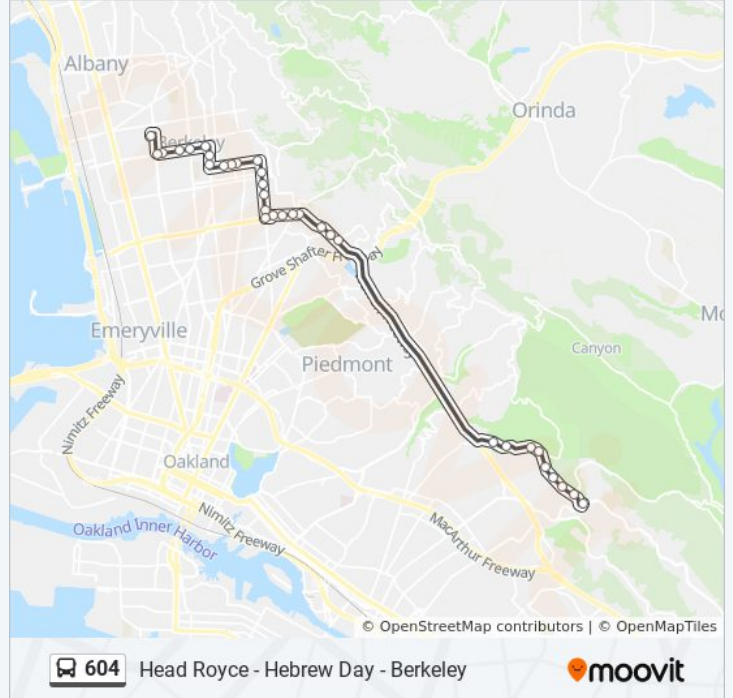 Albany
Berkeley
Orinda
Grove Shafter F
ay
Emeryville
Mo
Canyon
Piedmont
Nimitz Freeway
Oakland
Nimitz Freeway
Oakland Inner Harbor
MacArthur Freeway
© OpenStreetMap contributors | © OpenMapTiles
604 Head Royce - Hebrew Day - Berkeley moovit